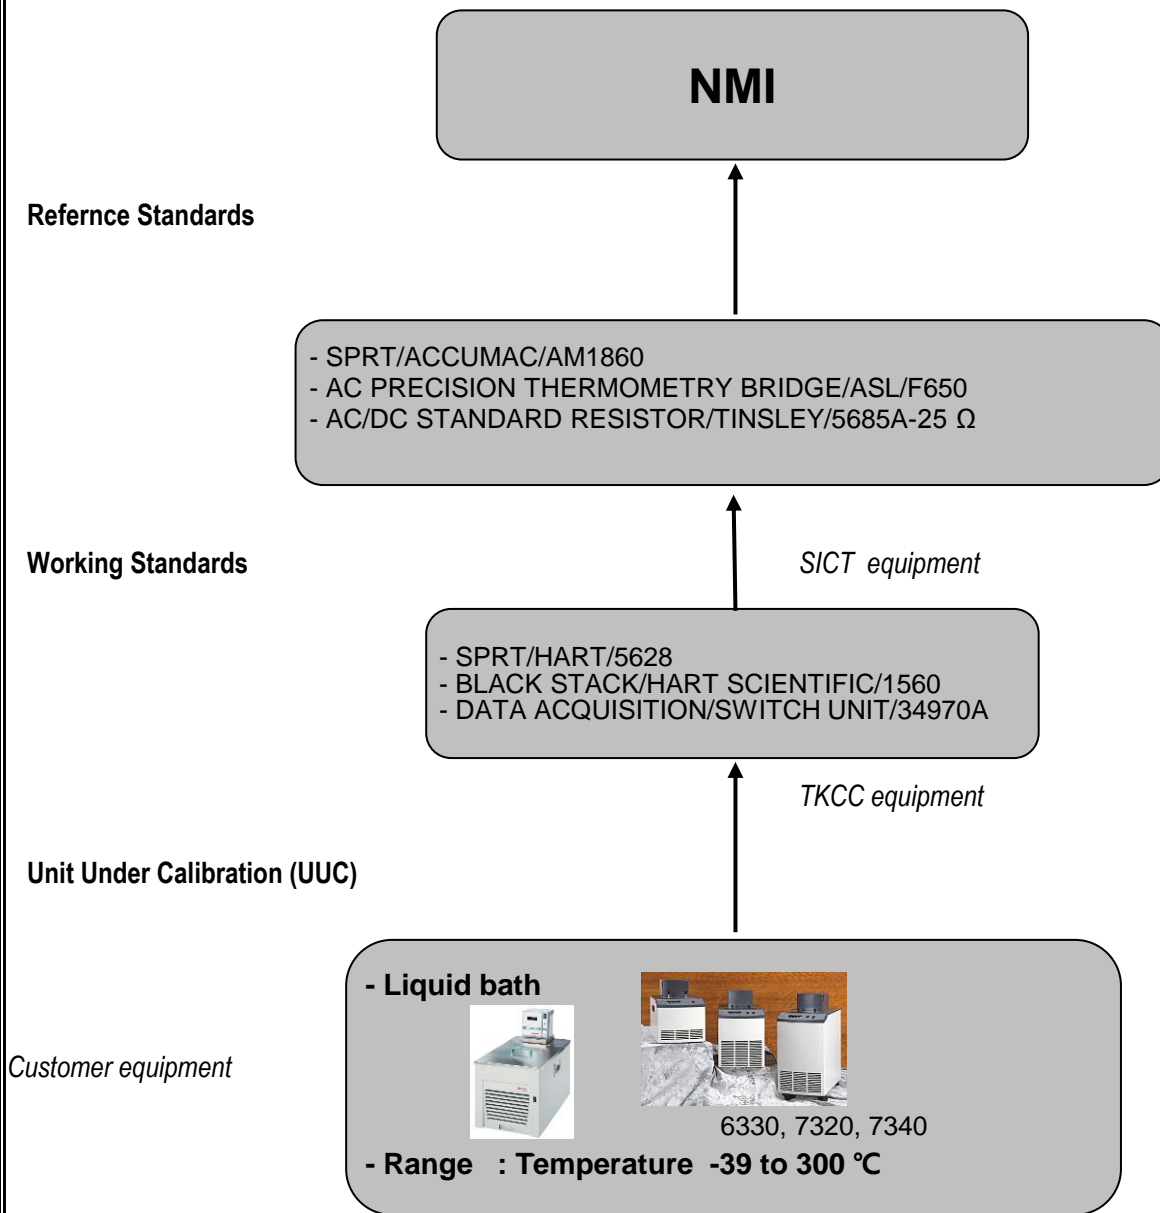 NMI
Refernce Standards
- SPRT/ACCUMAC/AM1860
- AC PRECISION THERMOMETRY BRIDGE/ASL/F650
- AC/DC STANDARD RESISTOR/TINSLEY/5685A-25 Ω
Working Standards
SICT equipment
- SPRT/HART/5628
- BLACK STACK/HART SCIENTIFIC/1560
- DATA ACQUISITION/SWITCH UNIT/34970A
TKCC equipment
Unit Under Calibration (UUC)
- Liquid bath
Customer equipment
6330, 7320, 7340
- Range : Temperature -39 to 300 ℃